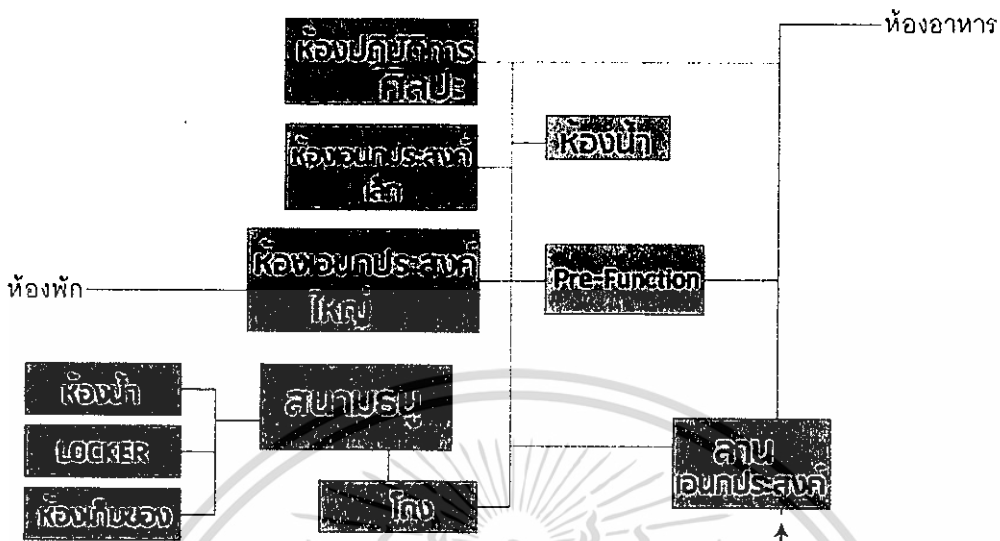 ห้องอาหาร
ห้องปฏิบัติการ
ศิลปะ
ห้องน้ำ
ห้องเอนกประสงค์
เล็ก
ห้องเอนกประสงค์
ใหญ่
Pre-Function
ห้องพัก
ห้องน้ำ
สนามธนู
LOCKER
ลาน
เอนกประสงค์
ห้องเก็บของ
โถง